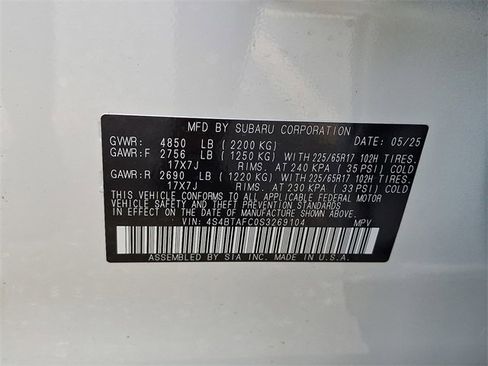 MFD BY SUBARU CORPORATION DATE: 05/25
GVWR: 4850 LB (2200 KG)
GAWR:F 2756 LB (1250 KG) WITH 225/65R17 102H TIRES.
17X7J RIMS. AT 240 KPA (35 PSI) COLD
GAWR:R 2690 LB (1220 KG) WITH 225/65R17 102H TIRES.
17X7J RIMS. AT 230 KPA (33 PSI) COLD
THIS VEHICLE CONFORMS TO ALL APPLICABLE FEDERAL MOTOR
VEHICLE SAFETY AND THEFT PREVENTION STANDARDS IN EFFECT
ON THE DATE OF MANUFACTURE SHOWN ABOVE.
VIN: 4S4BTAFC0S3269104 MPV
ASSEMBLED BY SIA INC. MADE IN U.S.A.